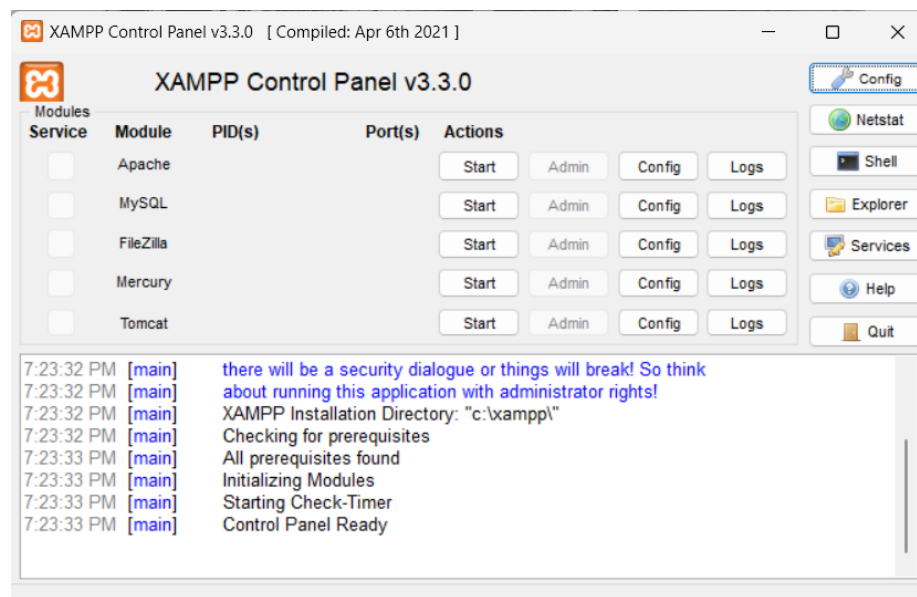 XAMPP Control Panel v3.3.0 [ Compiled: Apr 6th 2021 ]
XAMPP Control Panel v3.3.0
Config
Modules
Netstat
Service Module PID(s) Port(s) Actions
Apache Start Admin Config Logs
Shell
MySQL Start Admin Config Logs
Explorer
FileZilla Start Admin Config Logs
Services
Mercury Start Admin Config Logs
Help
Tomcat Start Admin Config Logs
Quit
7:23:32 PM [main] there will be a security dialogue or things will break! So think
7:23:32 PM [main] about running this application with administrator rights!
7:23:32 PM [main] XAMPP Installation Directory: "c:\xampp\"
7:23:32 PM [main] Checking for prerequisites
7:23:33 PM [main] All prerequisites found
7:23:33 PM [main] Initializing Modules
7:23:33 PM [main] Starting Check-Timer
7:23:33 PM [main] Control Panel Ready